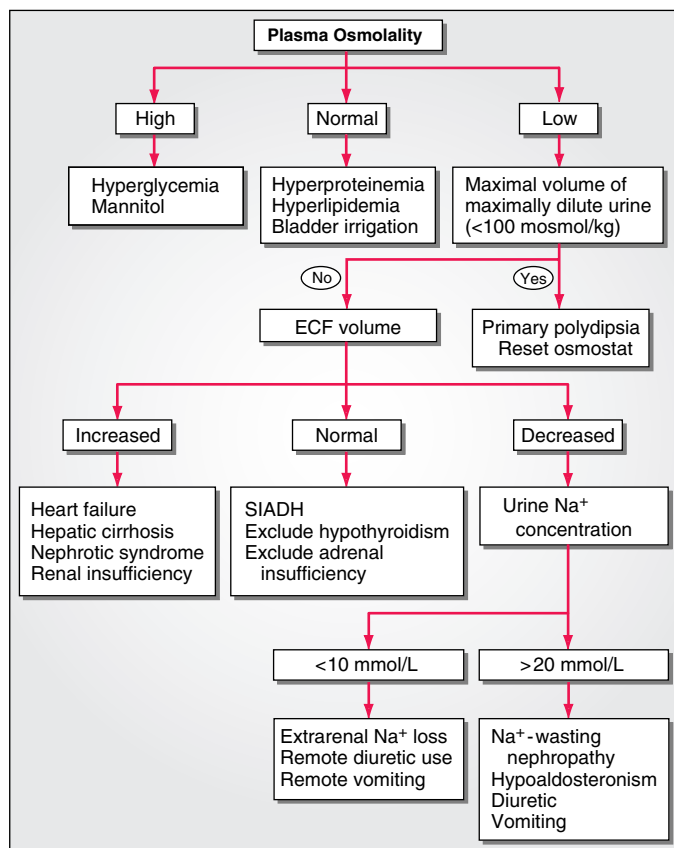 Plasma Osmolality
High
Normal
Low
Hyperglycemia
Mannitol
Hyperproteinemia
Hyperlipidemia
Bladder irrigation
Maximal volume of
maximally dilute urine
(<100 mosmol/kg)
No
Yes
ECF volume
Primary polydipsia
Reset osmostat
Increased
Normal
Decreased
Heart failure
Hepatic cirrhosis
Nephrotic syndrome
Renal insufficiency
SIADH
Exclude hypothyroidism
Exclude adrenal
insufficiency
Urine Na⁺
concentration
<10 mmol/L
>20 mmol/L
Extrarenal Na⁺ loss
Remote diuretic use
Remote vomiting
Na⁺-wasting
nephropathy
Hypoaldosteronism
Diuretic
Vomiting